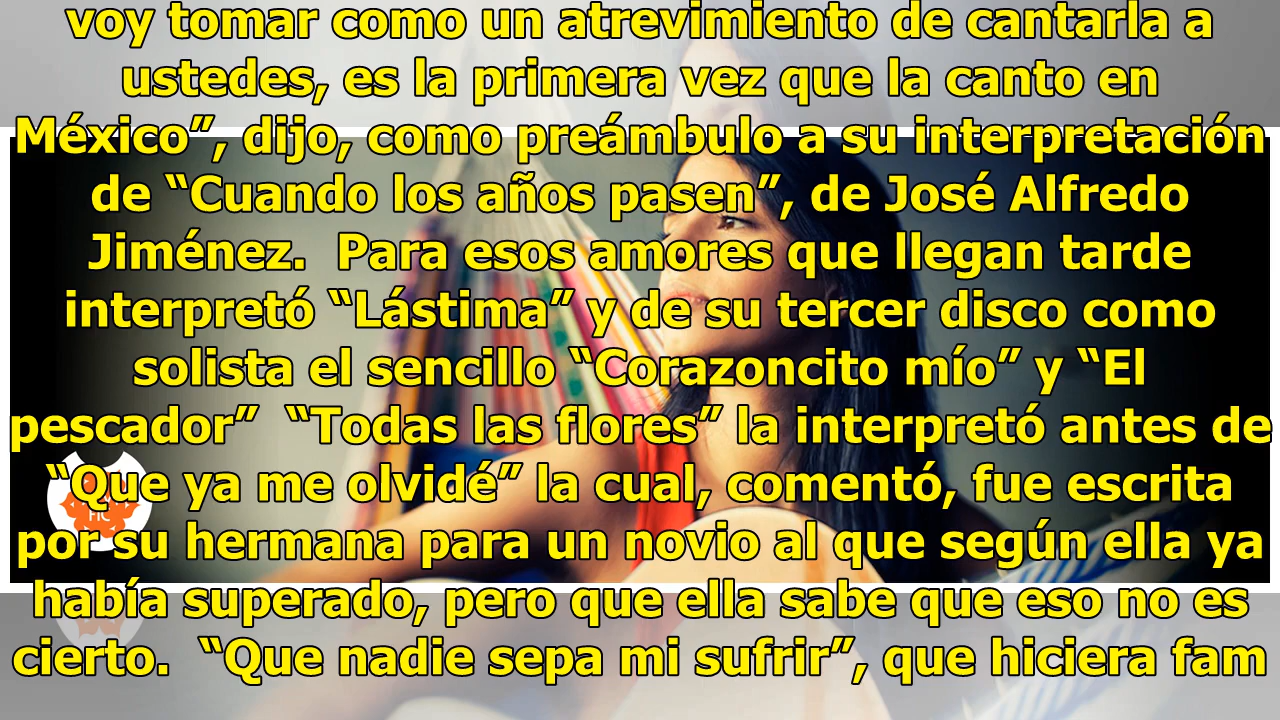 voy tomar como un atrevimiento de cantarla a
ustedes, es la primera vez que la canto en
México”, dijo, como preámbulo a su interpretación
de “Cuando los años pasen”, de José Alfredo
Jiménez.  Para esos amores que llegan tarde
interpretó “Lástima” y de su tercer disco como
solista el sencillo “Corazoncito mío” y “El
pescador”  “Todas las flores” la interpretó antes de
“Que ya me olvidé” la cual, comentó, fue escrita
FIC
por su hermana para un novio al que según ella ya
había superado, pero que ella sabe que eso no es
cierto.  “Que nadie sepa mi sufrir”, que hiciera fam